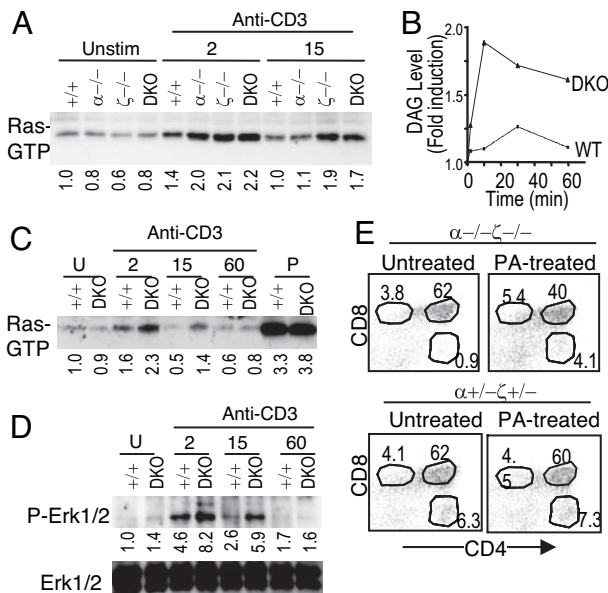 A
Anti-CD3
Unstim 2 15
+/+ α−/− ζ−/− DKO +/+ α−/− ζ−/− DKO +/+ α−/− ζ−/− DKO
Ras-
GTP
1.0 0.8 0.6 0.8 1.4 2.0 2.1 2.2 1.0 1.1 1.9 1.7
B
DAG Level
(Fold induction)
2.0
1.5
1.0
DKO
WT
0 20 40 60
Time (min)
C
Anti-CD3
U 2 15 60 P
+/+ DKO +/+ DKO +/+ DKO +/+ DKO +/+ DKO
Ras-
GTP
1.0 0.9 1.6 2.3 0.5 1.4 0.6 0.8 3.3 3.8
D
Anti-CD3
U 2 15 60
+/+ DKO +/+ DKO +/+ DKO +/+ DKO
P-Erk1/2
1.0 1.4 4.6 8.2 2.6 5.9 1.7 1.6
Erk1/2
E
α−/−ζ−/−
Untreated PA-treated
CD8
3.8 62 0.9
5.4 40 4.1
α+/−ζ+/−
Untreated PA-treated
CD8
4.1 62 6.3
4.
5 60 7.3
CD4